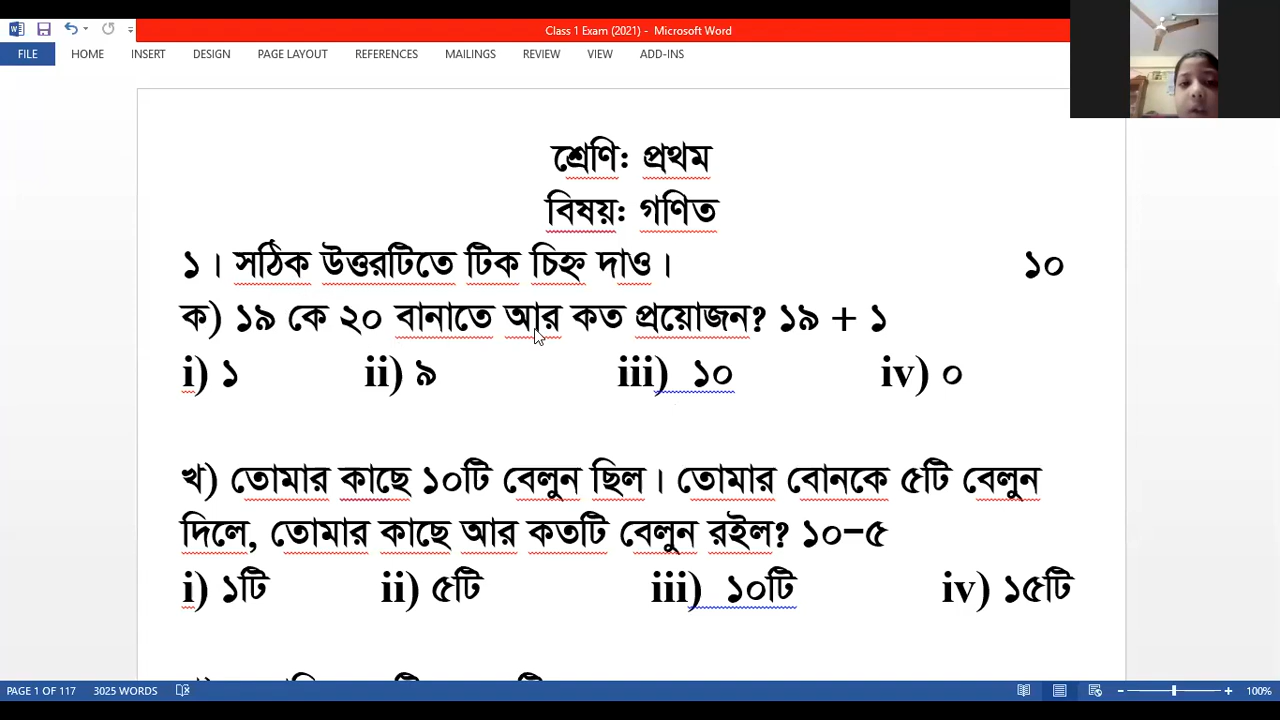 Class 1 Exam (2021) - Microsoft Word
FILE HOME INSERT DESIGN PAGE LAYOUT REFERENCES MAILINGS REVIEW VIEW ADD-INS
শ্রেণি: প্রথম
বিষয়: গণিত
১। সঠিক উত্তরটিতে টিক চিহ্ন দাও। ১০
ক) ১৯ কে ২০ বানাতে আর কত প্রয়োজন? ১৯ + ১
i) ১ ii) ৯ iii) ১০ iv) ০
খ) তোমার কাছে ১০টি বেলুন ছিল। তোমার বোনকে ৫টি বেলুন
দিলে, তোমার কাছে আর কতটি বেলুন রইল? ১০−৫
i) ১টি ii) ৫টি iii) ১০টি iv) ১৫টি
PAGE 1 OF 117 3025 WORDS 100%